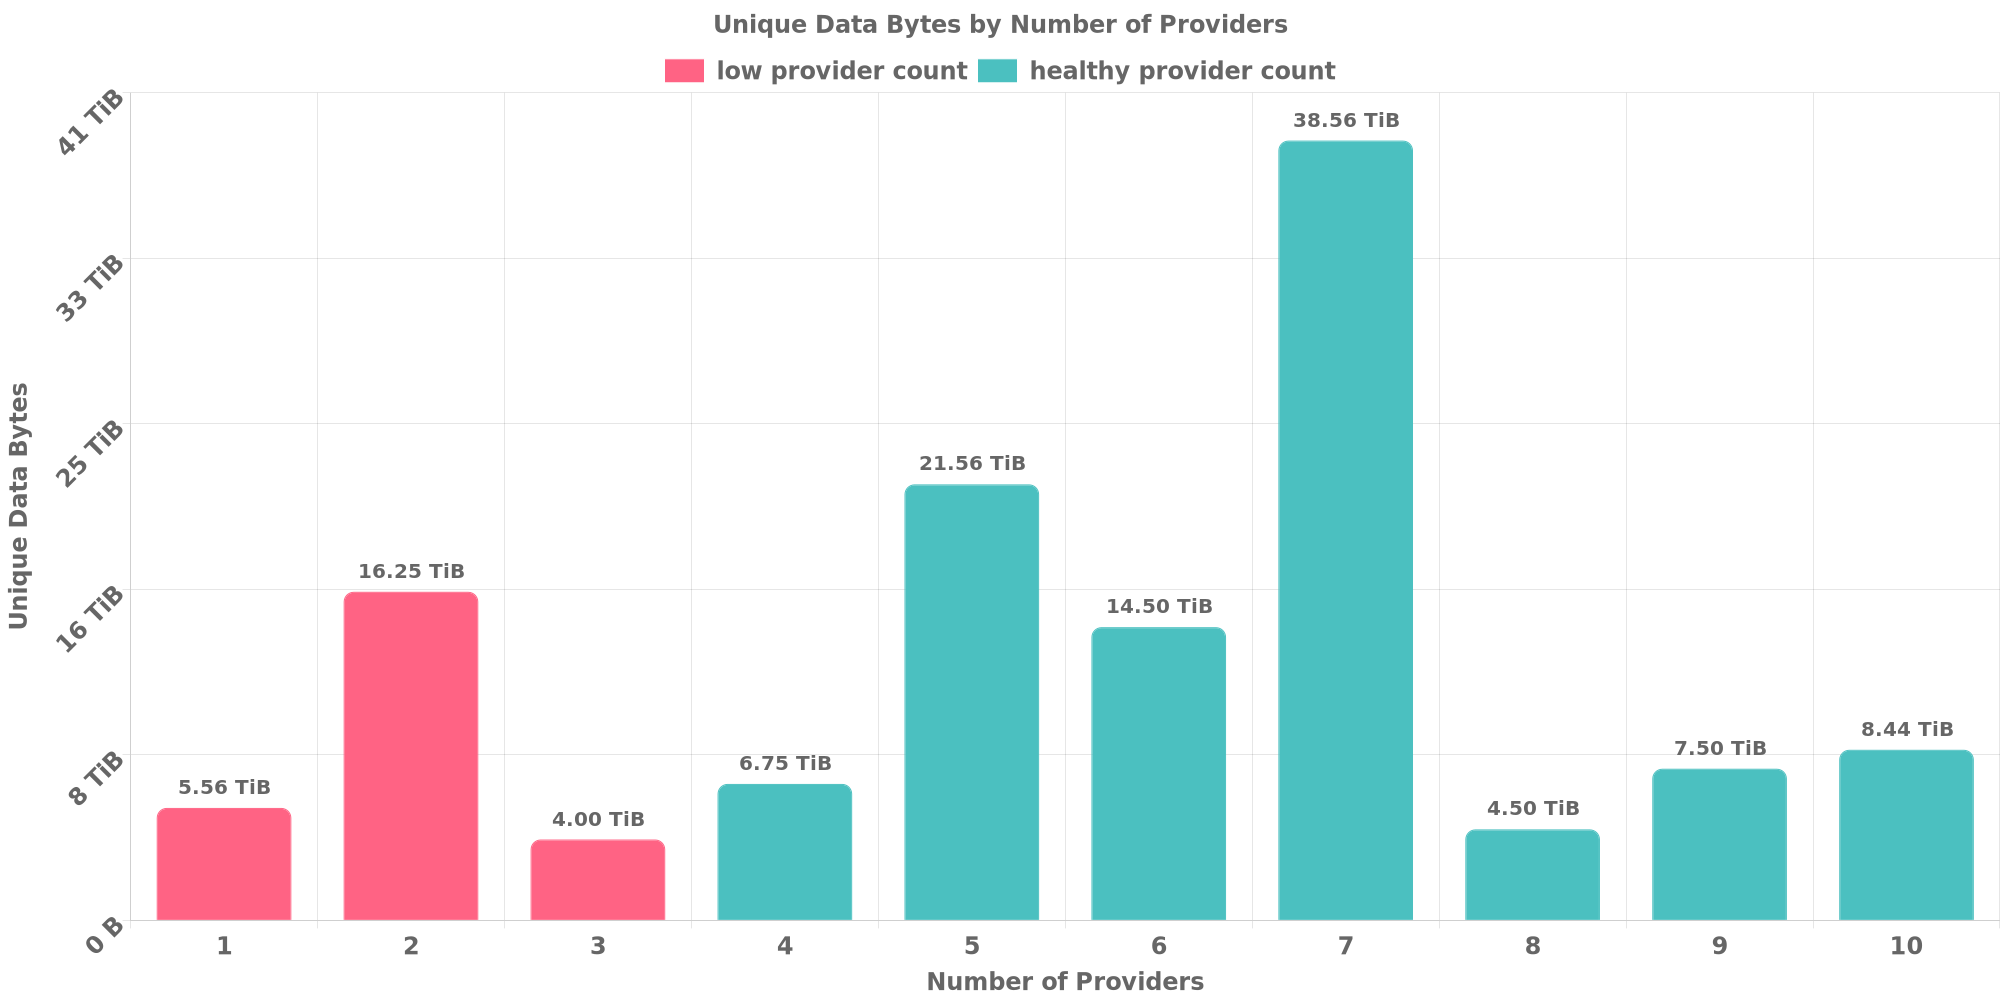 Unique Data Bytes by Number of Providers
low provider count
healthy provider count
41 TiB
33 TiB
25 TiB
16 TiB
8 TiB
0 B
Unique Data Bytes
5.56 TiB
16.25 TiB
4.00 TiB
6.75 TiB
21.56 TiB
14.50 TiB
38.56 TiB
4.50 TiB
7.50 TiB
8.44 TiB
1
2
3
4
5
6
7
8
9
10
Number of Providers